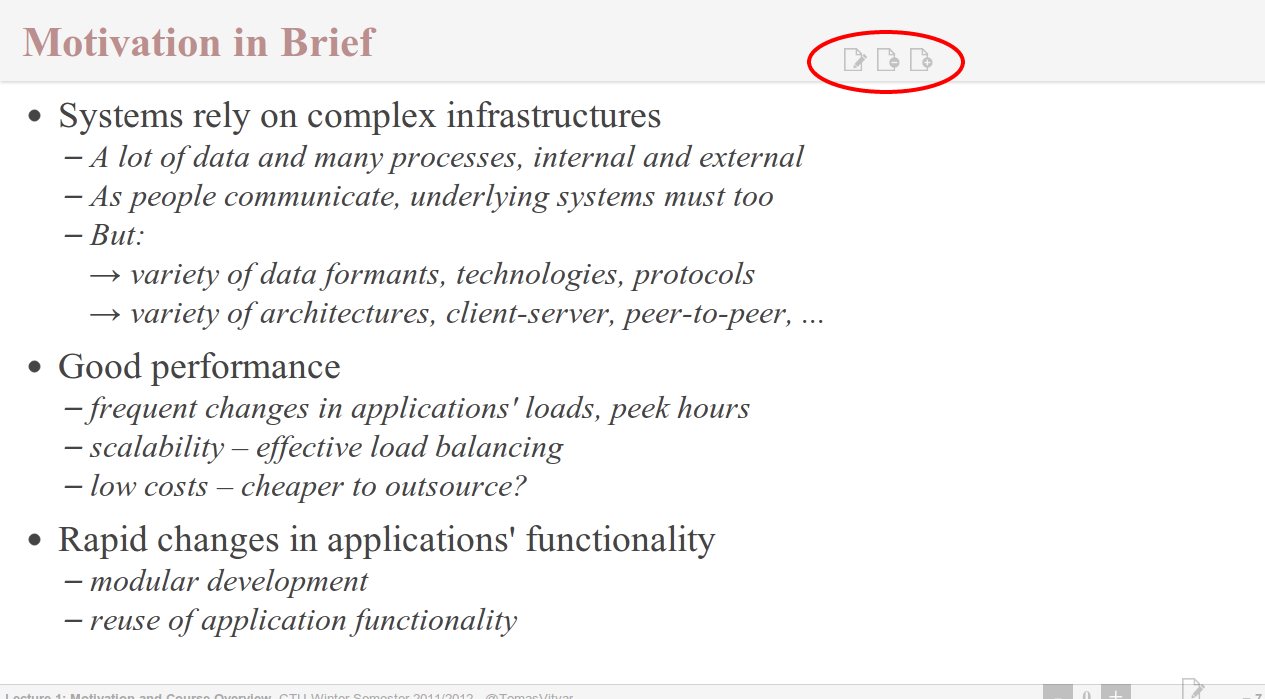 Motivation in Brief
• Systems rely on complex infrastructures
– A lot of data and many processes, internal and external
– As people communicate, underlying systems must too
– But:
→ variety of data formants, technologies, protocols
→ variety of architectures, client-server, peer-to-peer, ...
• Good performance
– frequent changes in applications' loads, peek hours
– scalability – effective load balancing
– low costs – cheaper to outsource?
• Rapid changes in applications' functionality
– modular development
– reuse of application functionality
Lecture 1: Motivation and Course Overview, CTU Winter Semester 2011/2012, @TomasVitvar – 0 + – 7